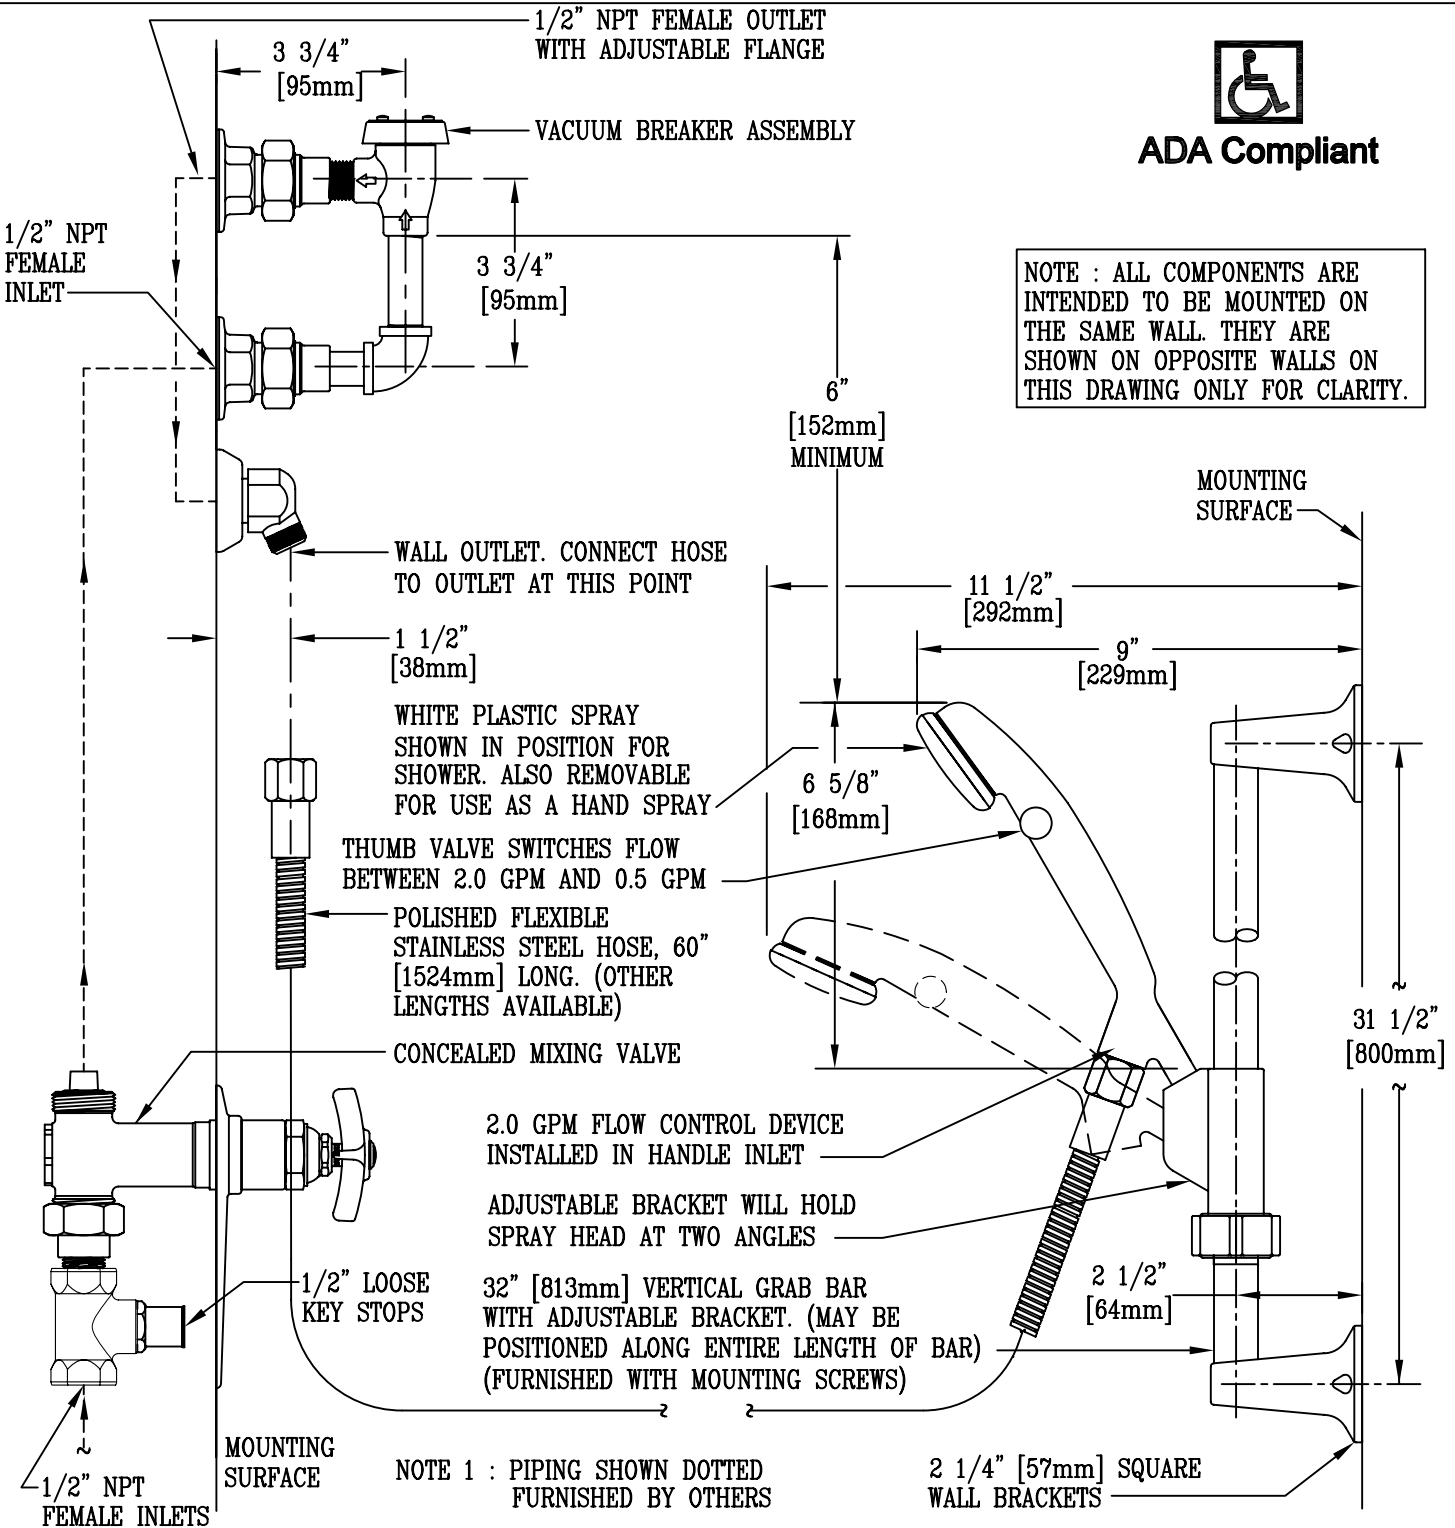 1/2" NPT FEMALE OUTLET
WITH ADJUSTABLE FLANGE
3 3/4"
[95mm]
VACUUM BREAKER ASSEMBLY
ADA Compliant
1/2" NPT
FEMALE
INLET
3 3/4"
[95mm]
NOTE : ALL COMPONENTS ARE
INTENDED TO BE MOUNTED ON
THE SAME WALL. THEY ARE
SHOWN ON OPPOSITE WALLS ON
THIS DRAWING ONLY FOR CLARITY.
6"
[152mm]
MINIMUM
MOUNTING
SURFACE
WALL OUTLET. CONNECT HOSE
TO OUTLET AT THIS POINT
11 1/2"
[292mm]
1 1/2"
[38mm]
9"
[229mm]
WHITE PLASTIC SPRAY
SHOWN IN POSITION FOR
SHOWER. ALSO REMOVABLE
FOR USE AS A HAND SPRAY
6 5/8"
[168mm]
THUMB VALVE SWITCHES FLOW
BETWEEN 2.0 GPM AND 0.5 GPM
POLISHED FLEXIBLE
STAINLESS STEEL HOSE, 60"
[1524mm] LONG. (OTHER
LENGTHS AVAILABLE)
31 1/2"
[800mm]
CONCEALED MIXING VALVE
2.0 GPM FLOW CONTROL DEVICE
INSTALLED IN HANDLE INLET
ADJUSTABLE BRACKET WILL HOLD
SPRAY HEAD AT TWO ANGLES
1/2" LOOSE
KEY STOPS
32" [813mm] VERTICAL GRAB BAR
WITH ADJUSTABLE BRACKET. (MAY BE
POSITIONED ALONG ENTIRE LENGTH OF BAR)
(FURNISHED WITH MOUNTING SCREWS)
2 1/2"
[64mm]
MOUNTING
SURFACE
1/2" NPT
FEMALE INLETS
NOTE 1 : PIPING SHOWN DOTTED
FURNISHED BY OTHERS
2 1/4" [57mm] SQUARE
WALL BRACKETS